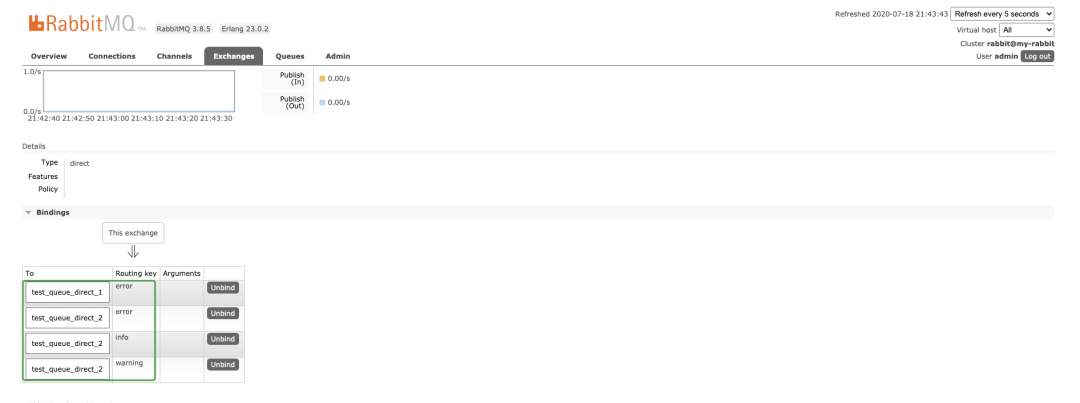 Refreshed 2020-07-18 21:43:43 Refresh every 5 seconds
RabbitMQ TM RabbitMQ 3.8.5 Erlang 23.0.2
Virtual host All
Cluster rabbit@my-rabbit
User admin Log out
Overview Connections Channels Exchanges Queues Admin
1.0/s
0.0/s
21:42:40 21:42:50 21:43:00 21:43:10 21:43:20 21:43:30
Publish (In) 0.00/s
Publish (Out) 0.00/s
Details
Type direct
Features
Policy
Bindings
This exchange
⇓
To Routing key Arguments
test_queue_direct_1 error Unbind
test_queue_direct_2 error Unbind
test_queue_direct_2 info Unbind
test_queue_direct_2 warning Unbind